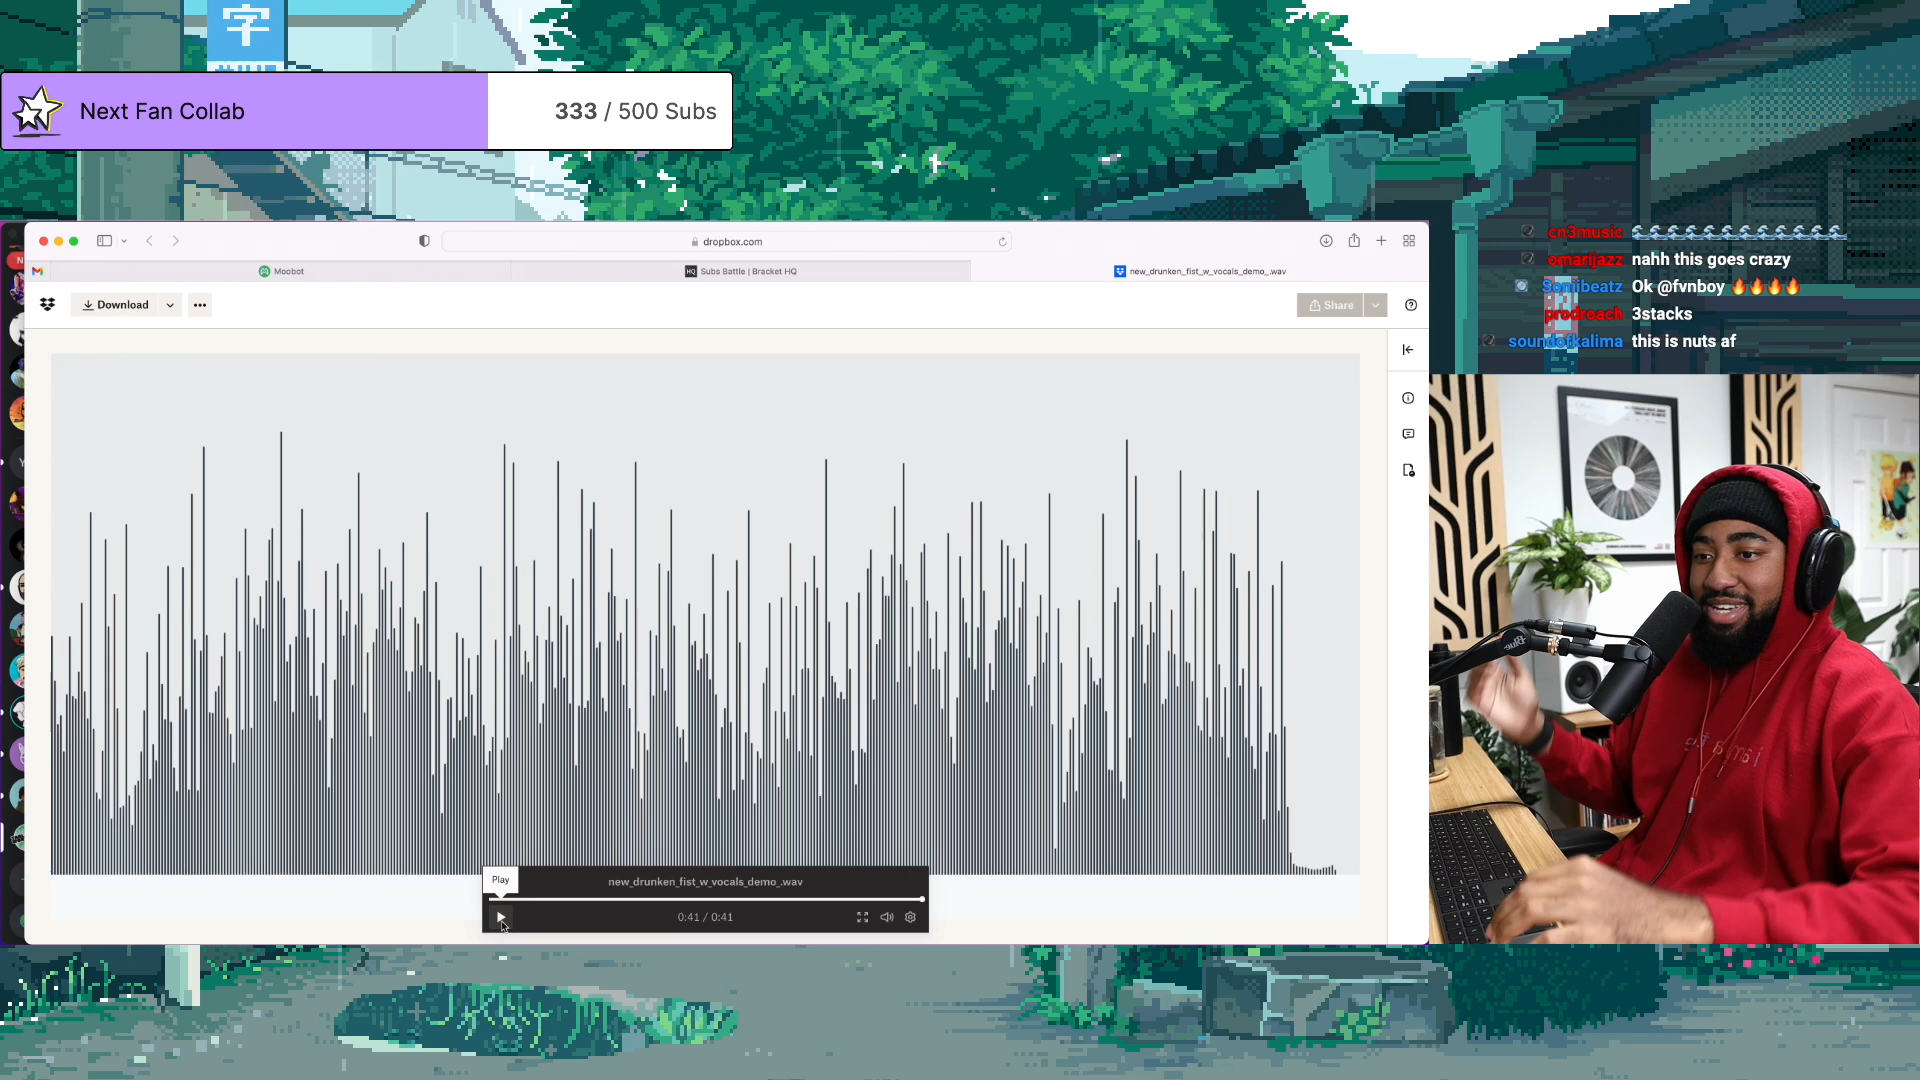 字
Next Fan Collab
333 / 500 Subs
dropbox.com
Moobot
Subs Battle | Bracket HQ
new_drunken_fist_w_vocals_demo_.wav
Download
Share
cn3music 🌊🌊🌊🌊🌊🌊🌊🌊🌊🌊🌊🌊
omarijazz nahh this goes crazy
Somibeatz Ok @fvnboy 🔥🔥🔥🔥
prodroach 3stacks
soundofkalima this is nuts af
Play
new_drunken_fist_w_vocals_demo_.wav
0:41 / 0:41